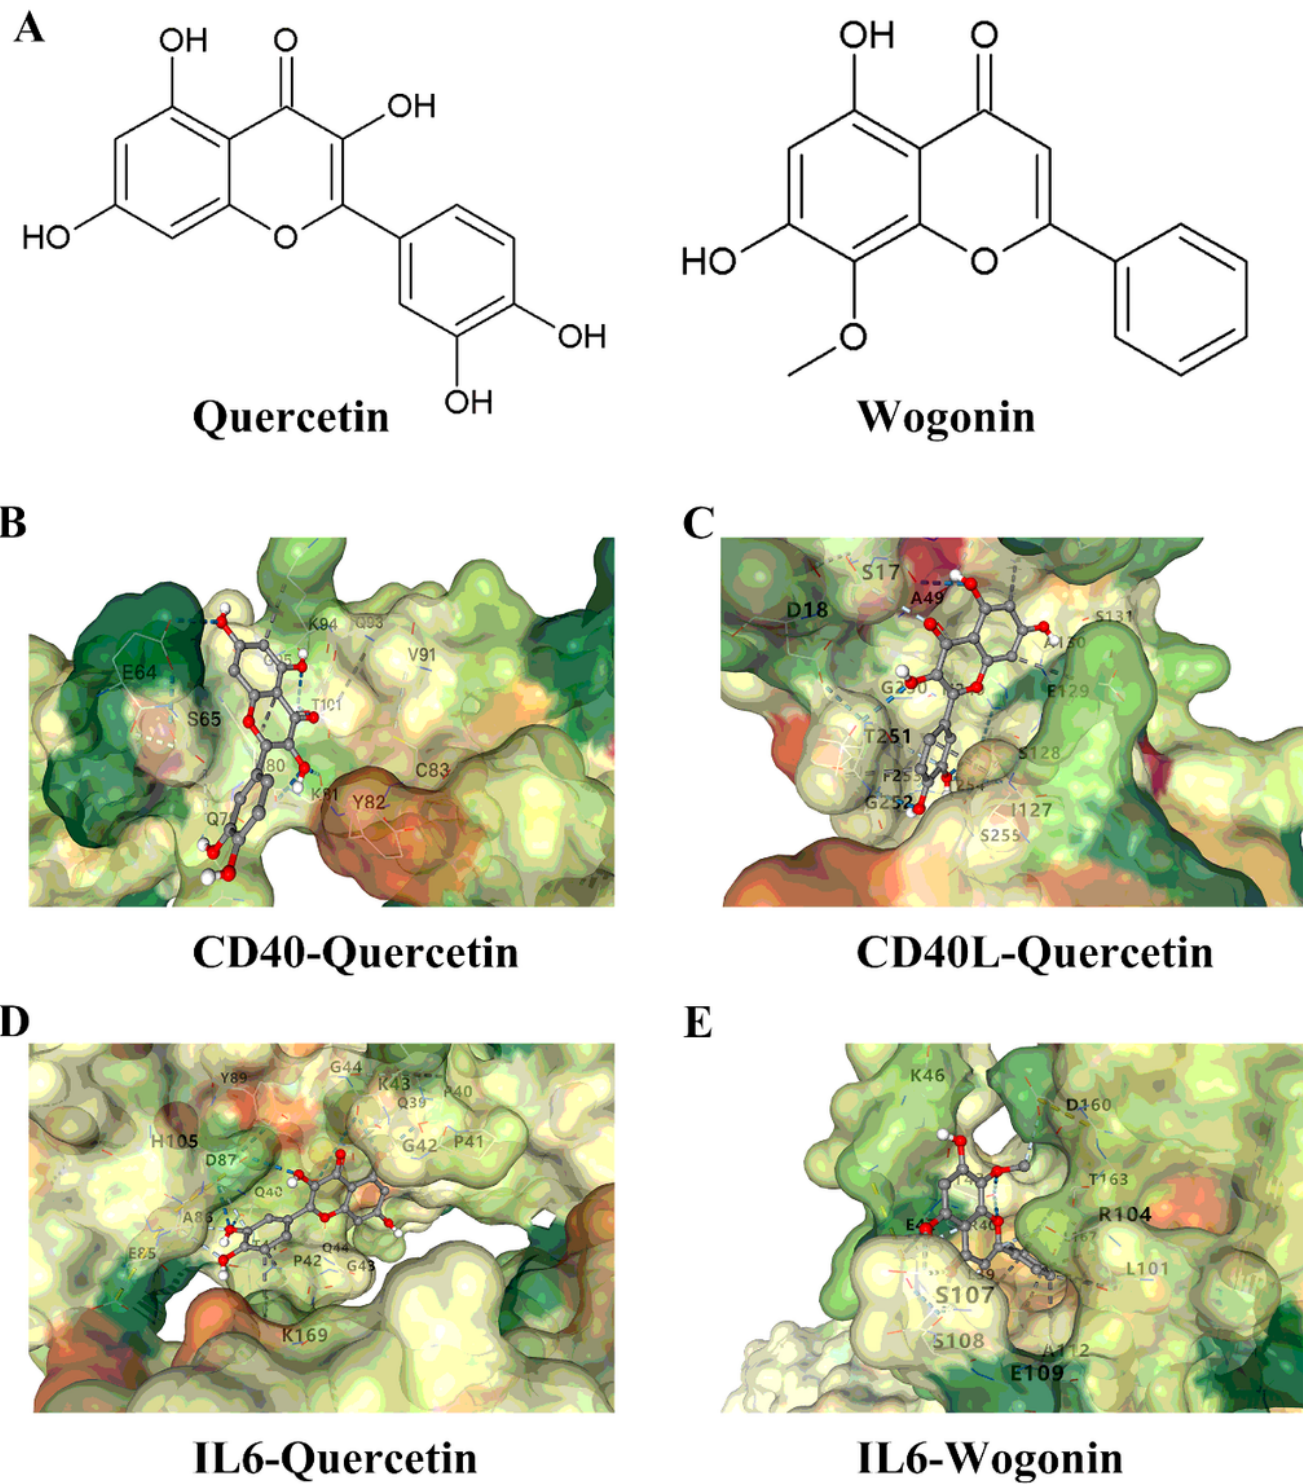 A
OH O OH O
OH
HO O HO O
OH O
OH
Quercetin Wogonin
B C
K94 Q93
V91
E64
S65
T101
C83
K81 Y82
S17
A49
D18
S131
A130
E129
T251
S128
G252
I127
S255
CD40-Quercetin CD40L-Quercetin
D E
Y89 G44
K43 P40
Q39
H105 G42 P41
D87
Q40
A86
E85
P42 Q44
G43
K169
K46
D160
T163
R104
L101
S107
S108
A112
E109
IL6-Quercetin IL6-Wogonin